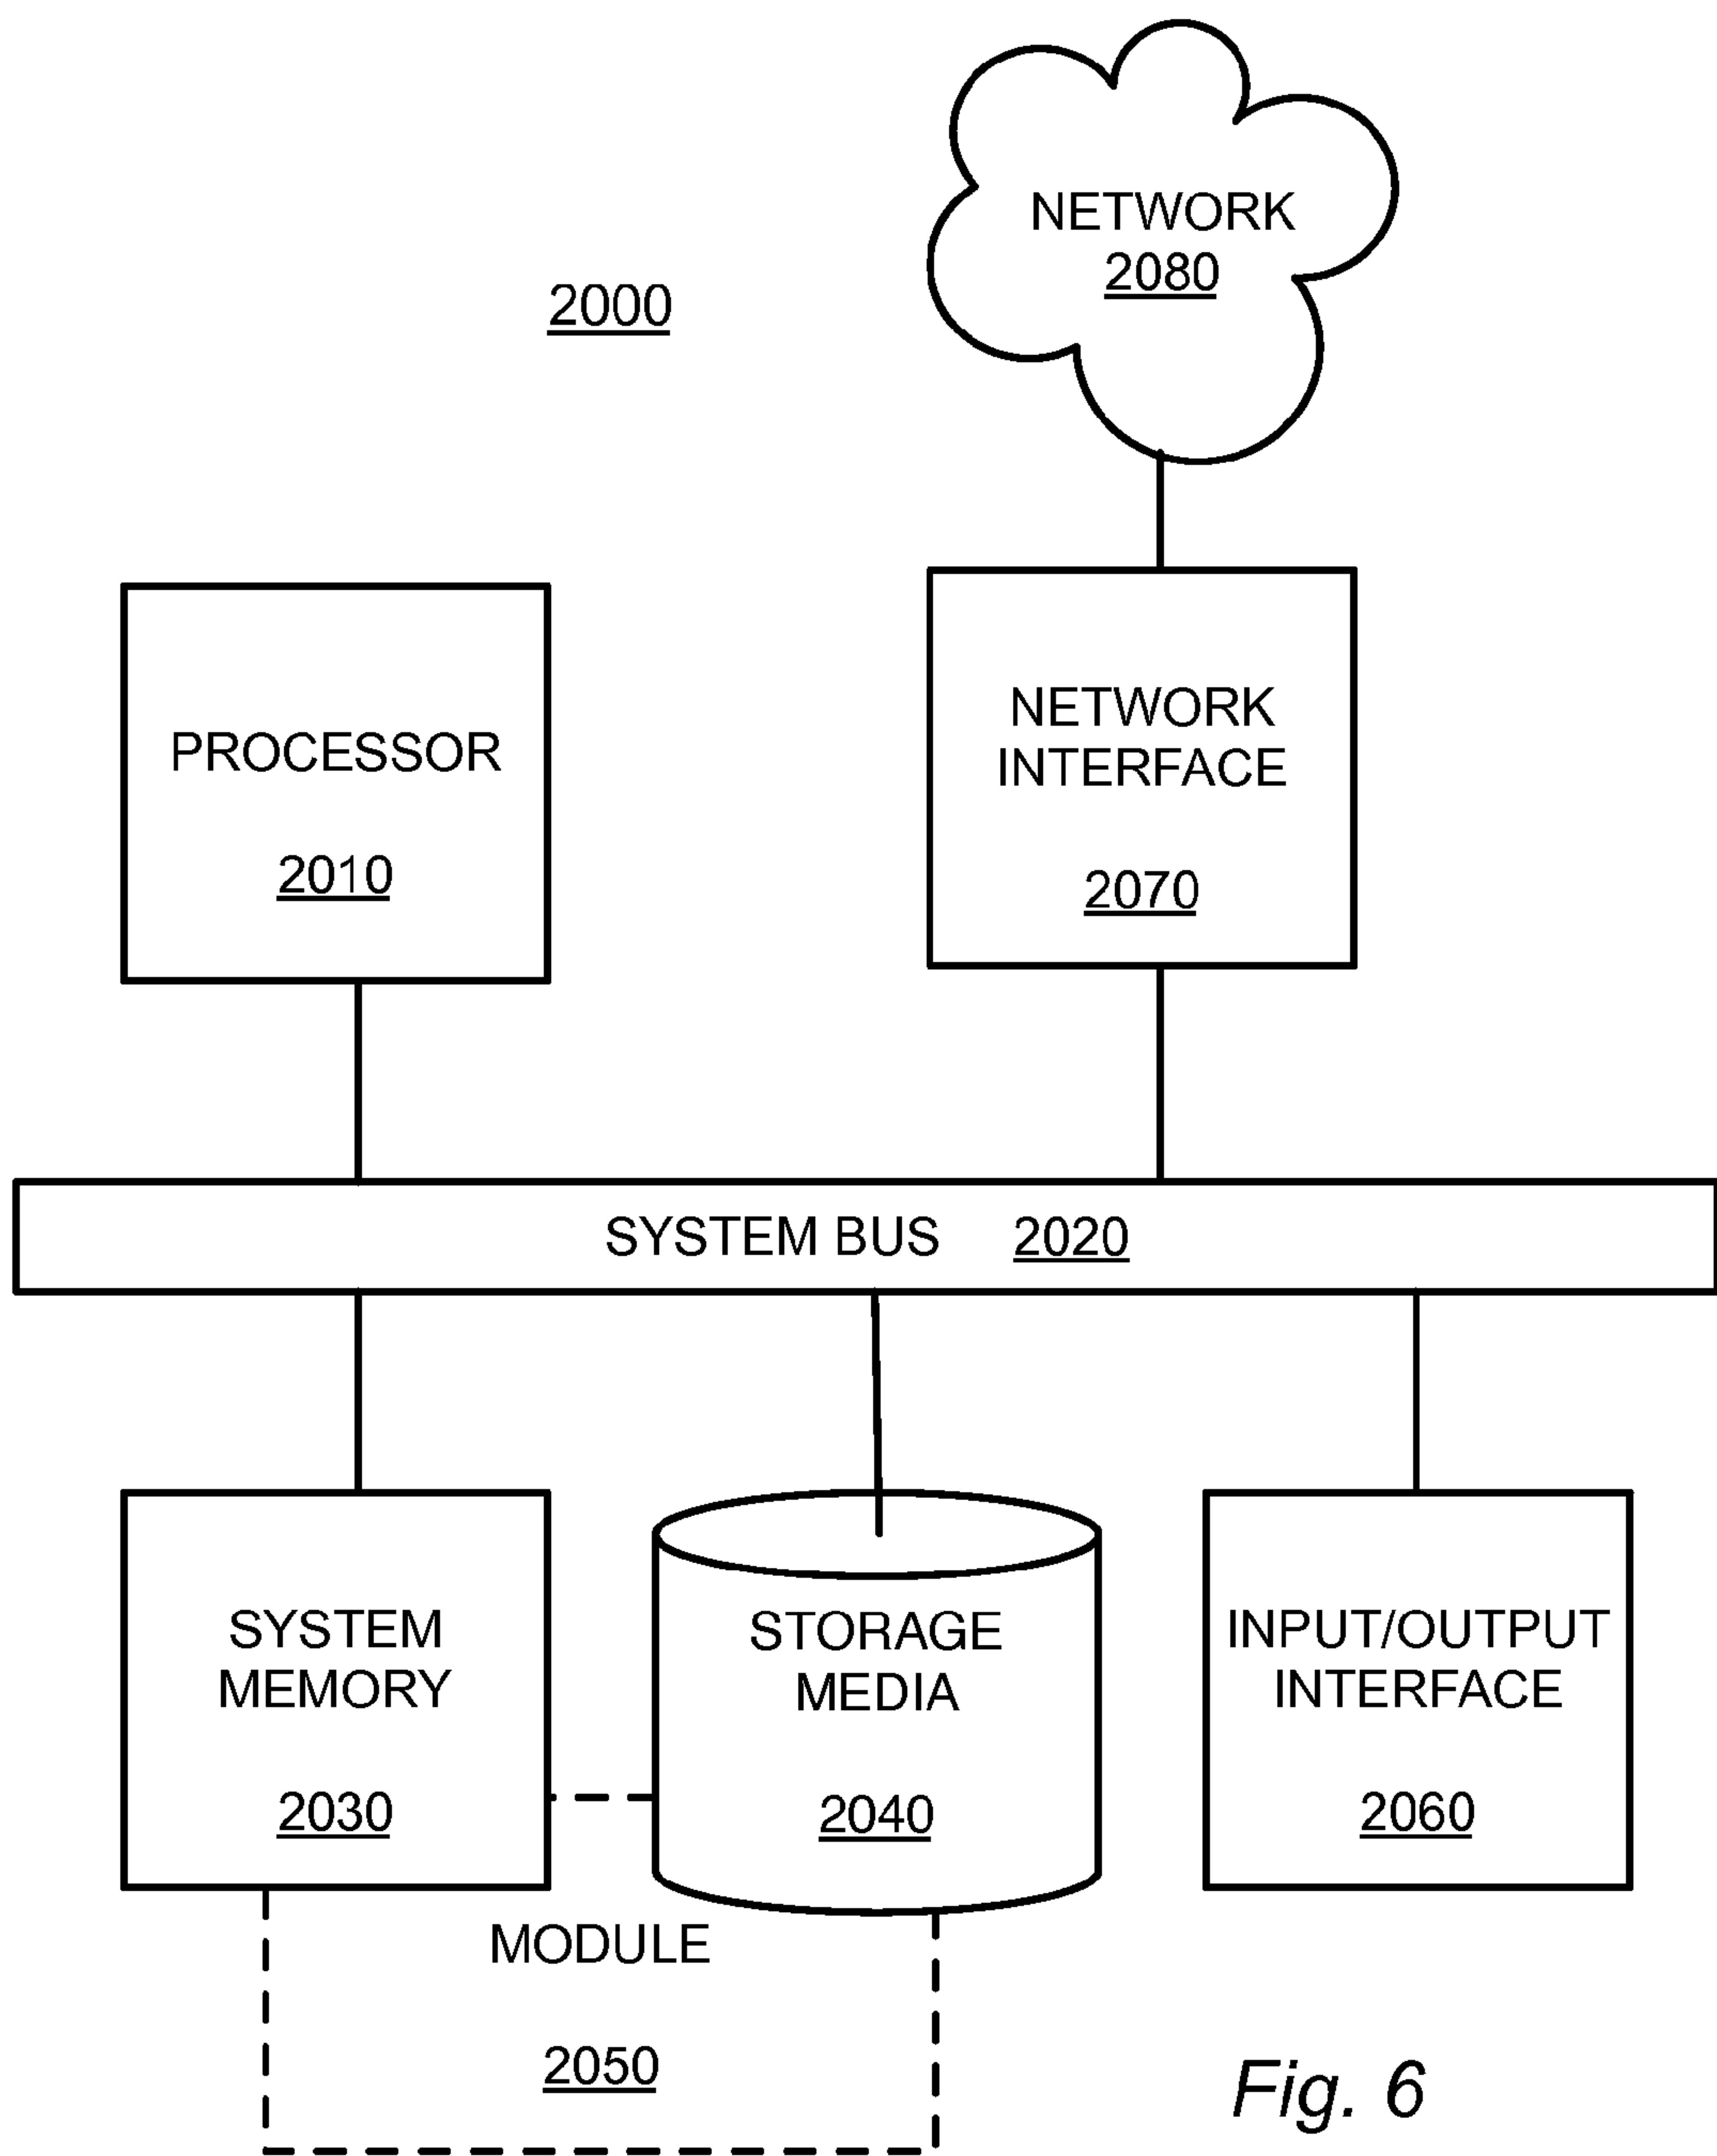 NETWORK
2080
2000
PROCESSOR
2010
NETWORK
INTERFACE
2070
SYSTEM BUS 2020
SYSTEM
MEMORY
2030
STORAGE
MEDIA
2040
INPUT/OUTPUT
INTERFACE
2060
MODULE
2050
Fig. 6